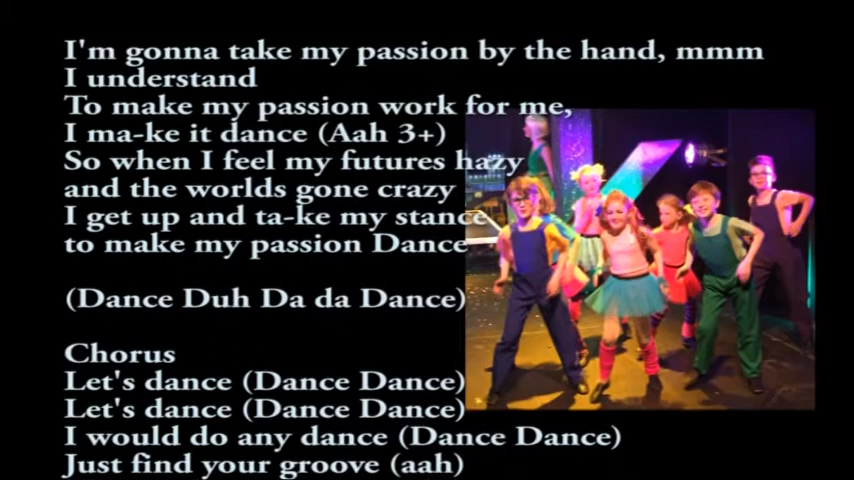 I'm gonna take my passion by the hand, mmm
I understand
To make my passion work for me,
I ma-ke it dance (Aah 3+)
So when I feel my futures hazy
and the worlds gone crazy
I get up and ta-ke my stance
to make my passion Dance
(Dance Duh Da da Dance)
Chorus
Let's dance (Dance Dance)
Let's dance (Dance Dance)
I would do any dance (Dance Dance)
Just find your groove (aah)